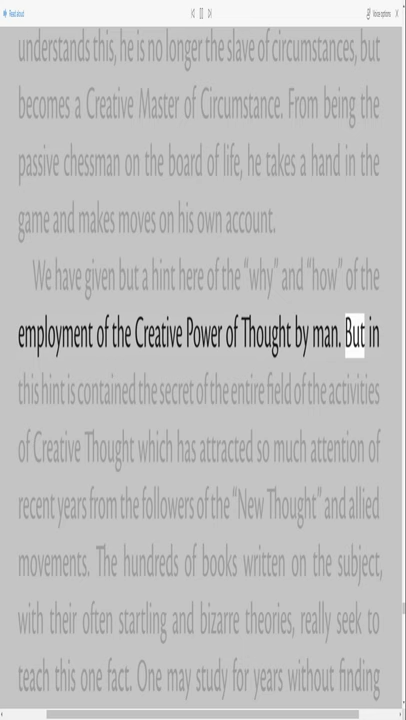 Read aloud
Voice options
understands this, he is no longer the slave of circumstances, but
becomes a Creative Master of Circumstance. From being the
passive chessman on the board of life, he takes a hand in the
game and makes moves on his own account.
We have given but a hint here of the “why” and “how” of the
employment of the Creative Power of Thought by man. But in
this hint is contained the secret of the entire field of the activities
of Creative Thought which has attracted so much attention of
recent years from the followers of the “New Thought” and allied
movements. The hundreds of books written on the subject,
with their often startling and bizarre theories, really seek to
teach this one fact. One may study for years without finding